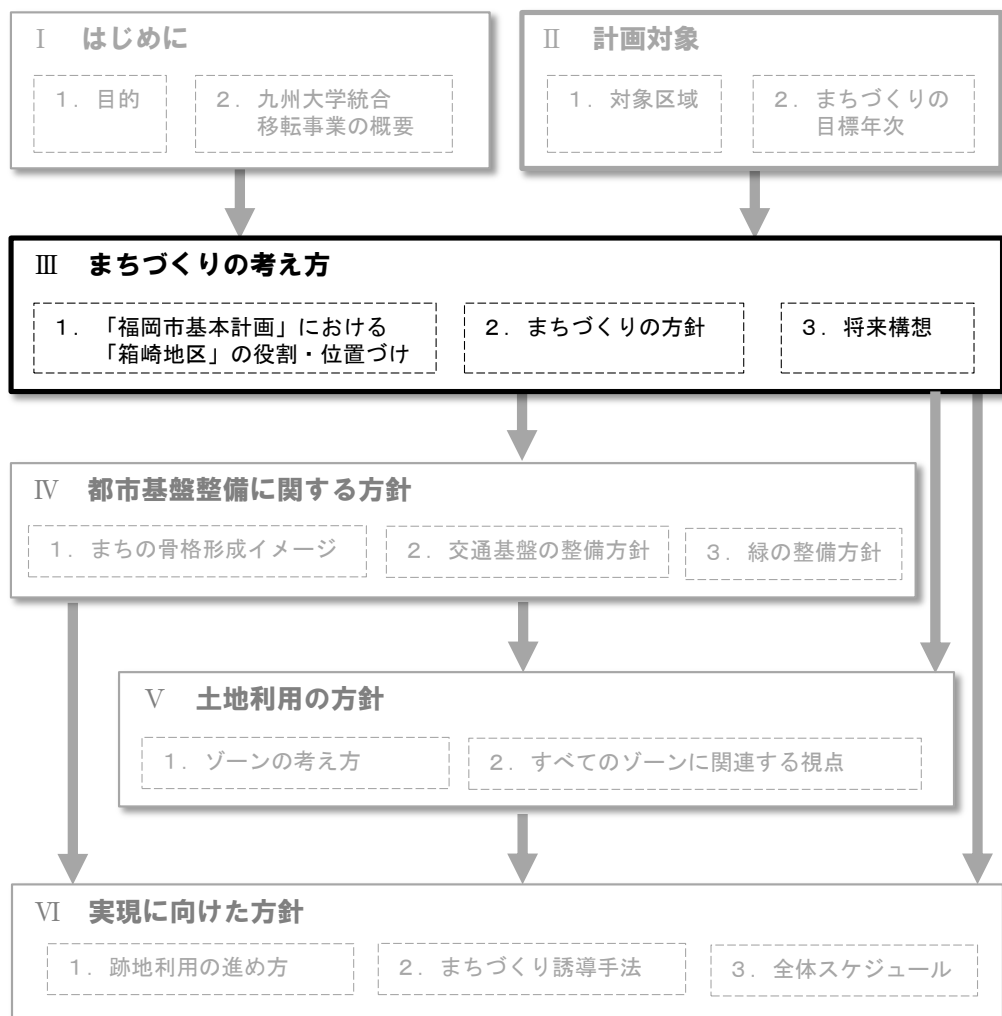 Ⅰ はじめに
1．目的
2．九州大学統合
移転事業の概要
Ⅱ 計画対象
1．対象区域
2．まちづくりの
目標年次
Ⅲ まちづくりの考え方
1．「福岡市基本計画」における
「箱崎地区」の役割・位置づけ
2．まちづくりの方針
3．将来構想
Ⅳ 都市基盤整備に関する方針
1．まちの骨格形成イメージ
2．交通基盤の整備方針
3．緑の整備方針
Ⅴ 土地利用の方針
1．ゾーンの考え方
2．すべてのゾーンに関連する視点
Ⅵ 実現に向けた方針
1．跡地利用の進め方
2．まちづくり誘導手法
3．全体スケジュール